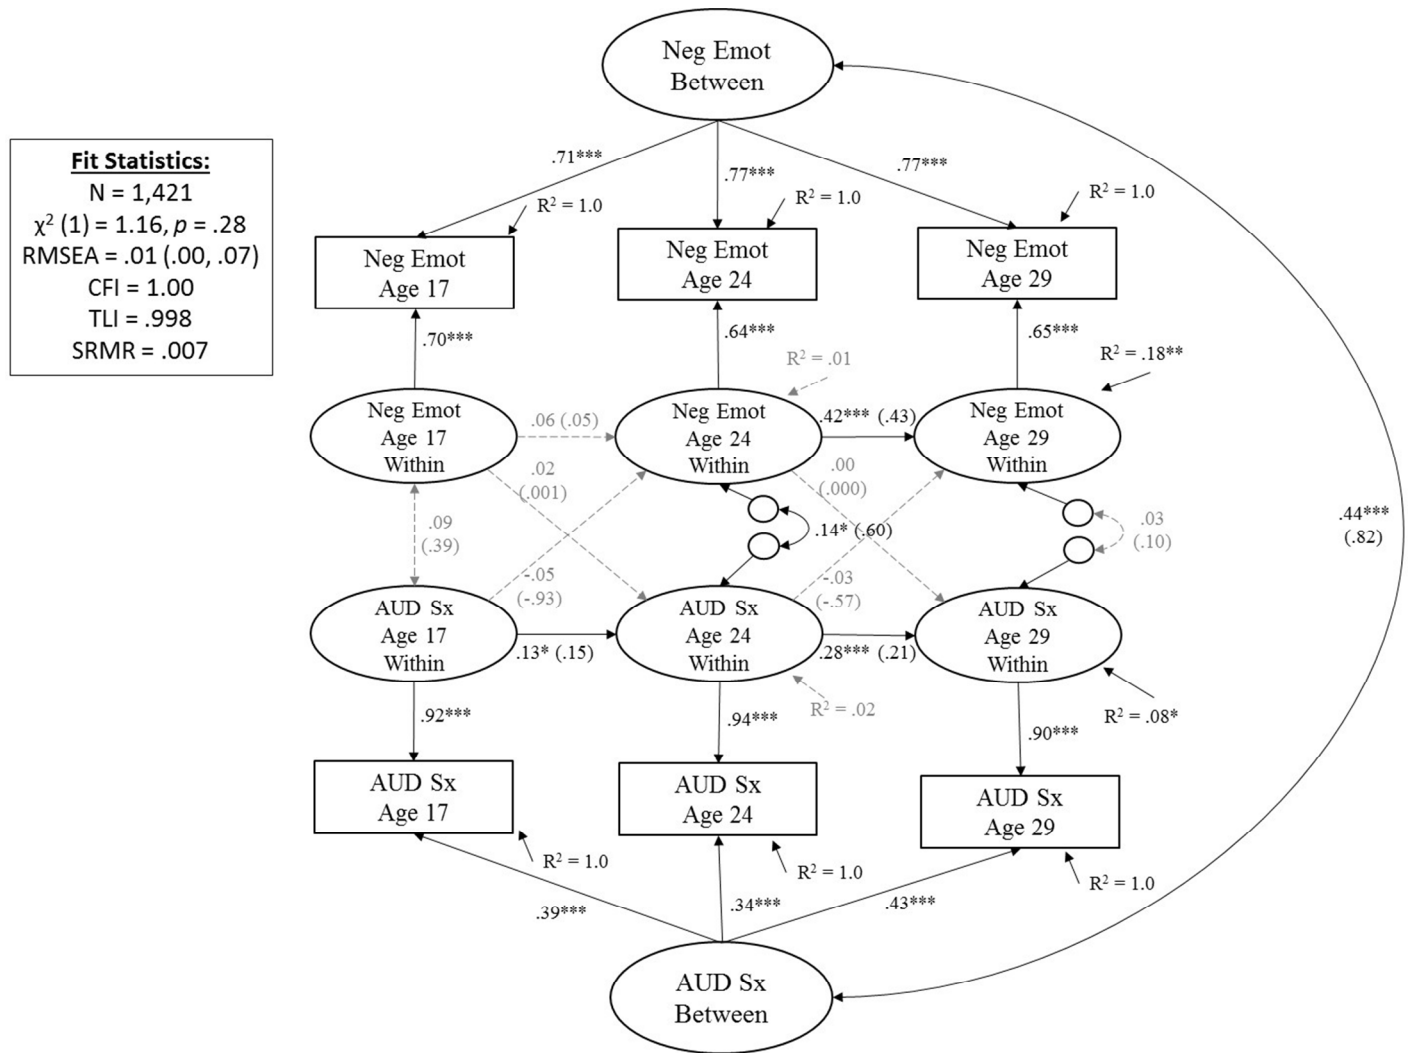 Neg Emot
Between
Fit Statistics:
N = 1,421
χ² (1) = 1.16, p = .28
RMSEA = .01 (.00, .07)
CFI = 1.00
TLI = .998
SRMR = .007
.71***
.77***
.77***
R² = 1.0
R² = 1.0
R² = 1.0
Neg Emot
Age 17
Neg Emot
Age 24
Neg Emot
Age 29
.70***
.64***
.65***
R² = .01
R² = .18**
Neg Emot
Age 17
Within
.06 (.05)
Neg Emot
Age 24
Within
.42*** (.43)
Neg Emot
Age 29
Within
.02
(.001)
.00
(.000)
.09
(.39)
.14* (.60)
.03
(.10)
.44***
(.82)
-.05
(-.93)
-.03
(-.57)
AUD Sx
Age 17
Within
.13* (.15)
AUD Sx
Age 24
Within
.28*** (.21)
AUD Sx
Age 29
Within
R² = .02
R² = .08*
.92***
.94***
.90***
AUD Sx
Age 17
AUD Sx
Age 24
AUD Sx
Age 29
R² = 1.0
R² = 1.0
R² = 1.0
.39***
.34***
.43***
AUD Sx
Between